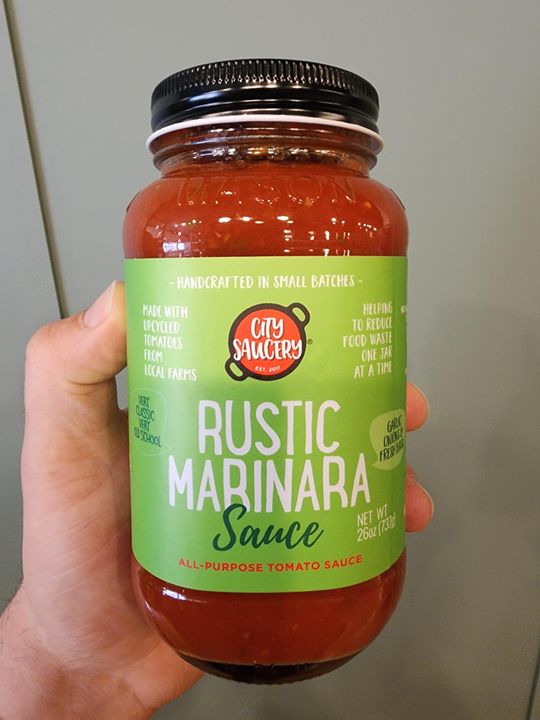 MASON
- HANDCRAFTED IN SMALL BATCHES -
MADE WITH
UPCYCLED
TOMATOES
FROM
LOCAL FARMS
CITY
SAUCERY®
EST. 2011
HELPING
TO REDUCE
FOOD WASTE
ONE JAR
AT A TIME
VERY
CLASSIC
VERY
OLD SCHOOL
RUSTIC
MARINARA
Sauce
GARLIC
ONION &
FRESH
NET WT
26oz (737g)
ALL-PURPOSE TOMATO SAUCE